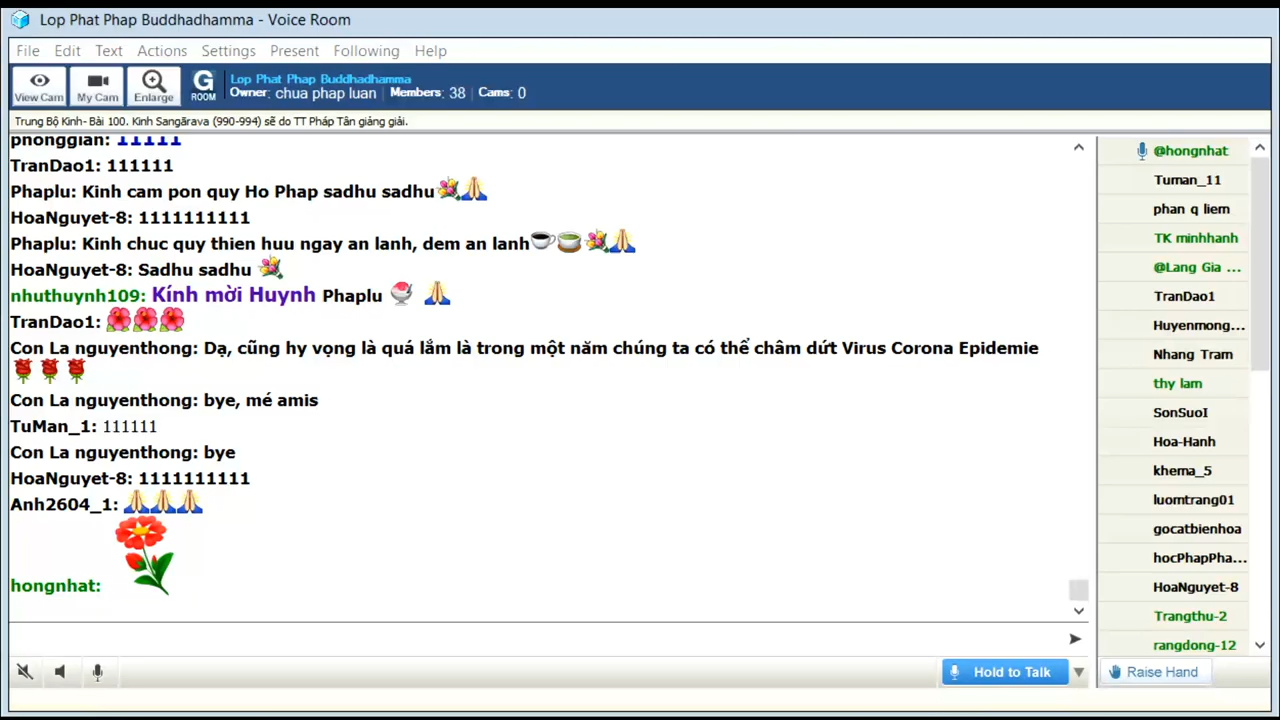 Lop Phat Phap Buddhadhamma - Voice Room
File Edit Text Actions Settings Present Following Help
View Cam My Cam Enlarge G ROOM
Lop Phat Phap Buddhadhamma
Owner: chua phap luan | Members: 38 | Cams: 0
Trung Bộ Kinh- Bài 100. Kinh Sangārava (990-994) sẽ do TT Pháp Tân giảng giải.
phonggian: 11111
TranDao1: 111111
Phaplu: Kinh cam pon quy Ho Phap sadhu sadhu
HoaNguyet-8: 1111111111
Phaplu: Kinh chuc quy thien huu ngay an lanh, dem an lanh
HoaNguyet-8: Sadhu sadhu
nhuthuynh109: Kính mời Huynh Phaplu
TranDao1:
Con La nguyenthong: Dạ, cũng hy vọng là quá lắm là trong một năm chúng ta có thể châm dứt Virus Corona Epidemie
Con La nguyenthong: bye, mé amis
TuMan_1: 111111
Con La nguyenthong: bye
HoaNguyet-8: 1111111111
Anh2604_1:
hongnhat:
@hongnhat
Tuman_11
phan q liem
TK minhhanh
@Lang Gia ...
TranDao1
Huyenmong...
Nhang Tram
thy lam
SonSuoI
Hoa-Hanh
khema_5
luomtrang01
gocatbienhoa
hocPhapPha...
HoaNguyet-8
Trangthu-2
rangdong-12
Hold to Talk
Raise Hand